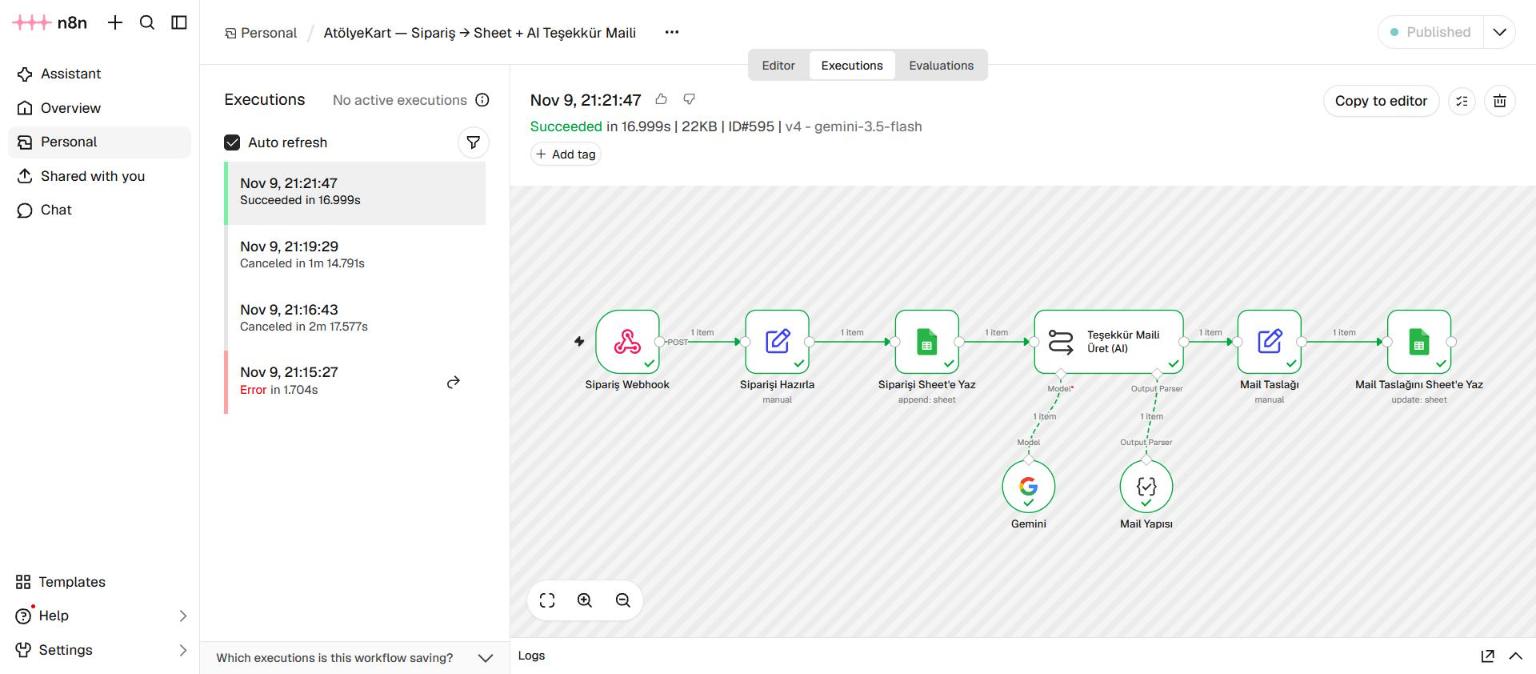 n8n
Personal / AtölyeKart — Sipariş → Sheet + AI Teşekkür Maili ...
Published
Editor Executions Evaluations
Assistant
Overview
Personal
Shared with you
Chat
Templates
Help
Settings
Executions No active executions
Auto refresh
Nov 9, 21:21:47
Succeeded in 16.999s
Nov 9, 21:19:29
Canceled in 1m 14.791s
Nov 9, 21:16:43
Canceled in 2m 17.577s
Nov 9, 21:15:27
Error in 1.704s
Which executions is this workflow saving?
Nov 9, 21:21:47
Succeeded in 16.999s | 22KB | ID#595 | v4 - gemini-3.5-flash
+ Add tag
Copy to editor
POST
1 item
1 item
1 item
1 item
1 item
Sipariş Webhook
Siparişi Hazırla
manual
Siparişi Sheet'e Yaz
append: sheet
Teşekkür Maili
Üret (AI)
Model*
Output Parser
1 item
1 item
Model
Output Parser
Gemini
Mail Yapısı
Mail Taslağı
manual
Mail Taslağını Sheet'e Yaz
update: sheet
Logs